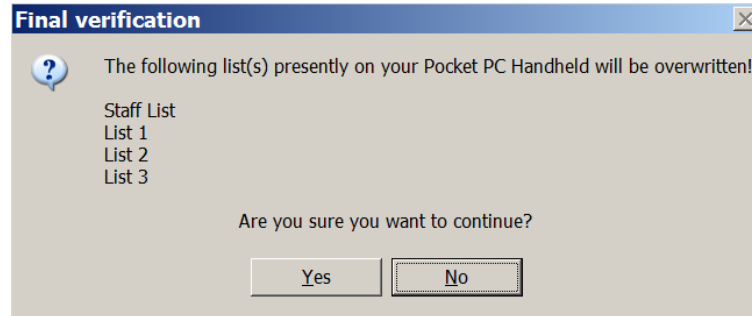 Final verification
The following list(s) presently on your Pocket PC Handheld will be overwritten!
Staff List
List 1
List 2
List 3
Are you sure you want to continue?
Yes
No